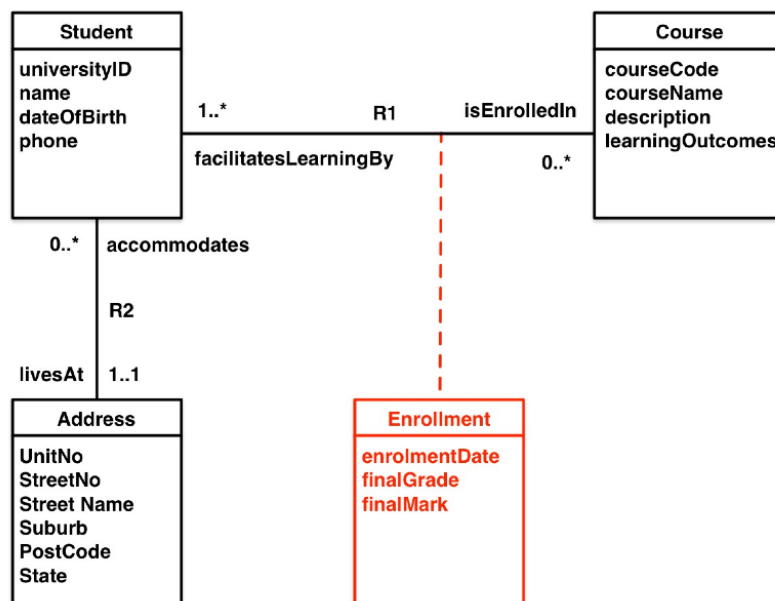 Student
universityID
name
dateOfBirth
phone
Course
courseCode
courseName
description
learningOutcomes
1..*
R1
isEnrolledIn
facilitatesLearningBy
0..*
0..*
accommodates
R2
livesAt
1..1
Address
UnitNo
StreetNo
Street Name
Suburb
PostCode
State
Enrollment
enrolmentDate
finalGrade
finalMark